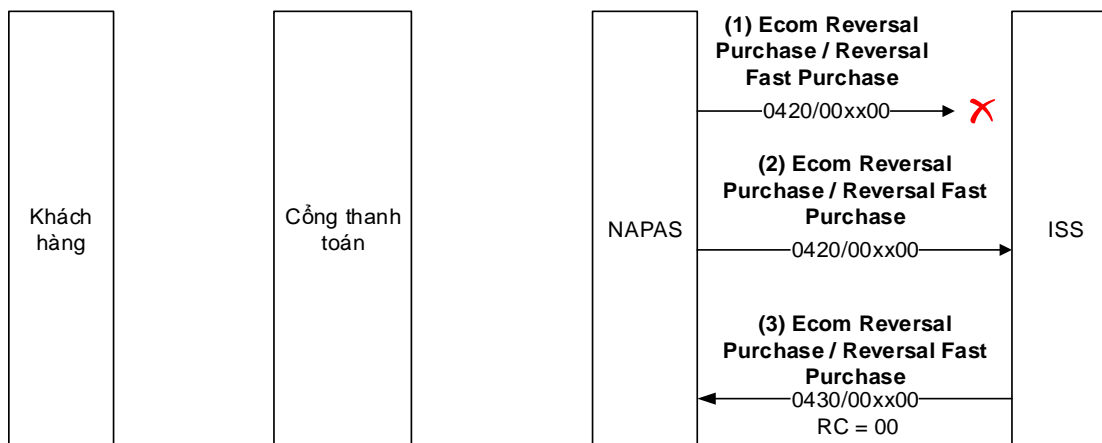 (1) Ecom Reversal
Purchase / Reversal
Fast Purchase
0420/00xx00
(2) Ecom Reversal
Purchase / Reversal Fast
Purchase
Khách
hàng
Cổng thanh
toán
NAPAS
ISS
0420/00xx00
(3) Ecom Reversal
Purchase / Reversal Fast
Purchase
0430/00xx00
RC = 00